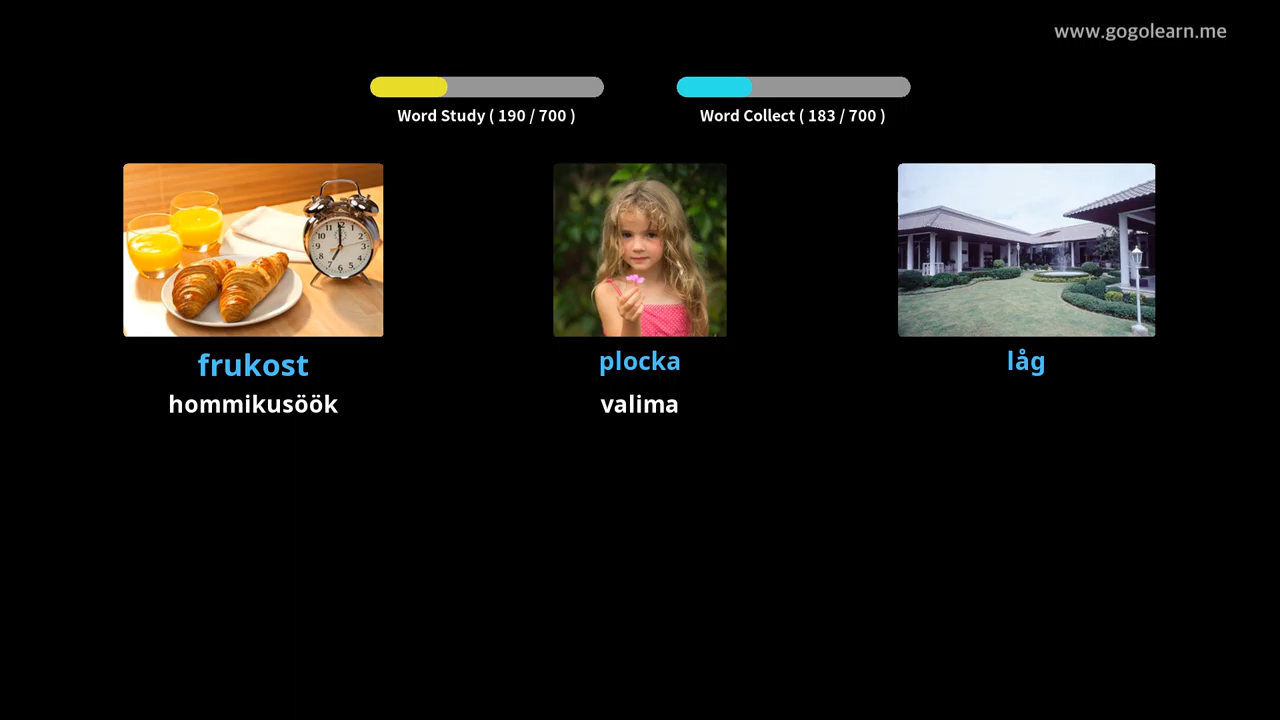 www.gogolearn.me
Word Study ( 190 / 700 )
Word Collect ( 183 / 700 )
frukost
plocka
låg
hommikusöök
valima